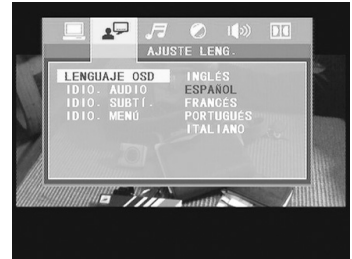 AJUSTE LENG.
LENGUAJE OSD INGLÉS
IDIO. AUDIO ESPAÑOL
IDIO. SUBTÍ. FRANCÉS
IDIO. MENÚ PORTUGUÉS
ITALIANO